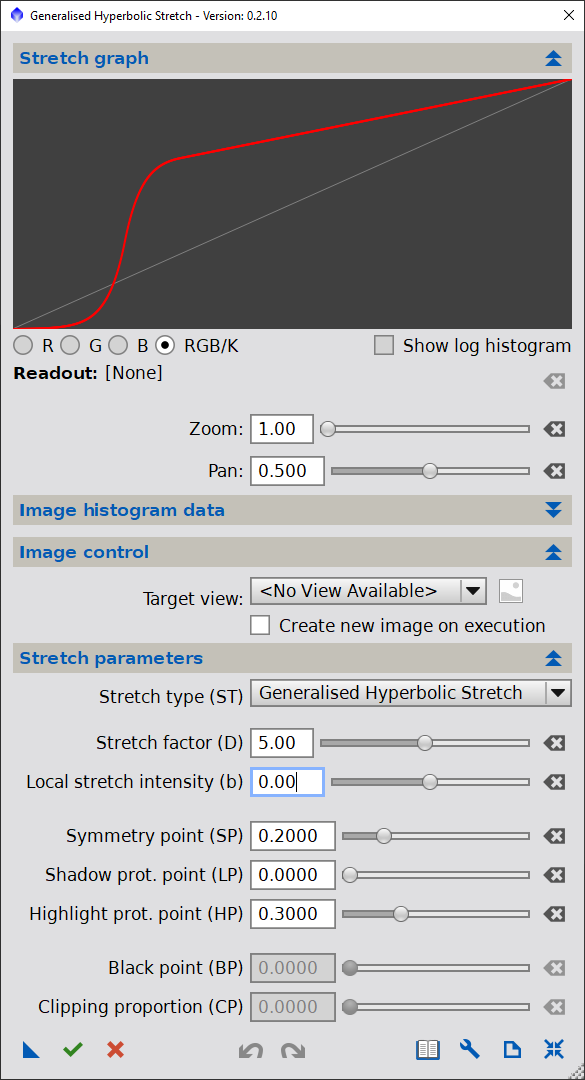 Generalised Hyperbolic Stretch - Version: 0.2.10
Stretch graph
R G B RGB/K Show log histogram
Readout: [None]
Zoom: 1.00
Pan: 0.500
Image histogram data
Image control
Target view: <No View Available>
Create new image on execution
Stretch parameters
Stretch type (ST) Generalised Hyperbolic Stretch
Stretch factor (D) 5.00
Local stretch intensity (b) 0.00
Symmetry point (SP) 0.2000
Shadow prot. point (LP) 0.0000
Highlight prot. point (HP) 0.3000
Black point (BP) 0.0000
Clipping proportion (CP) 0.0000